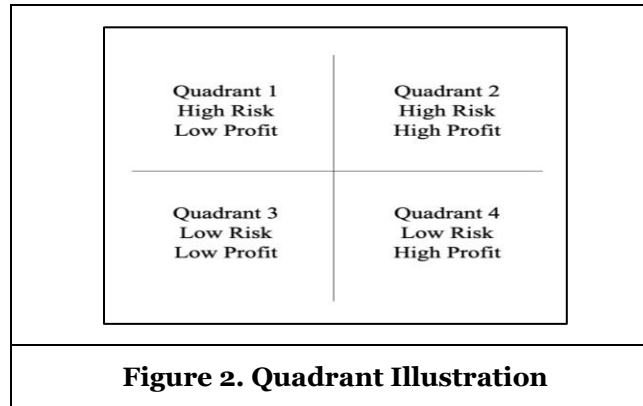 Quadrant 1
High Risk
Low Profit
Quadrant 2
High Risk
High Profit
Quadrant 3
Low Risk
Low Profit
Quadrant 4
Low Risk
High Profit
Figure 2. Quadrant Illustration